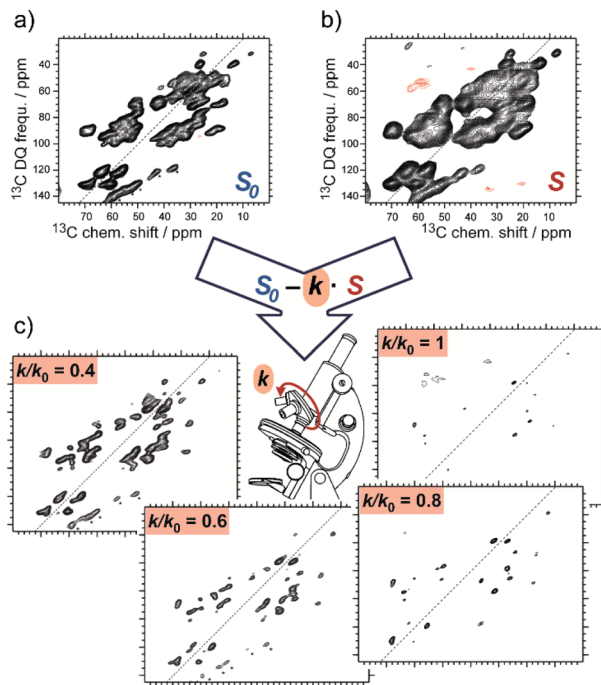 a)
b)
¹³C DQ frequ. / ppm
40
60
80
100
120
140
S₀
70 60 50 40 30 20 10
¹³C chem. shift / ppm
¹³C DQ frequ. / ppm
40
60
80
100
120
140
S
70 60 50 40 30 20 10
¹³C chem. shift / ppm
S₀ – k · S
c)
k/k₀ = 0.4
k
k/k₀ = 1
k/k₀ = 0.6
k/k₀ = 0.8